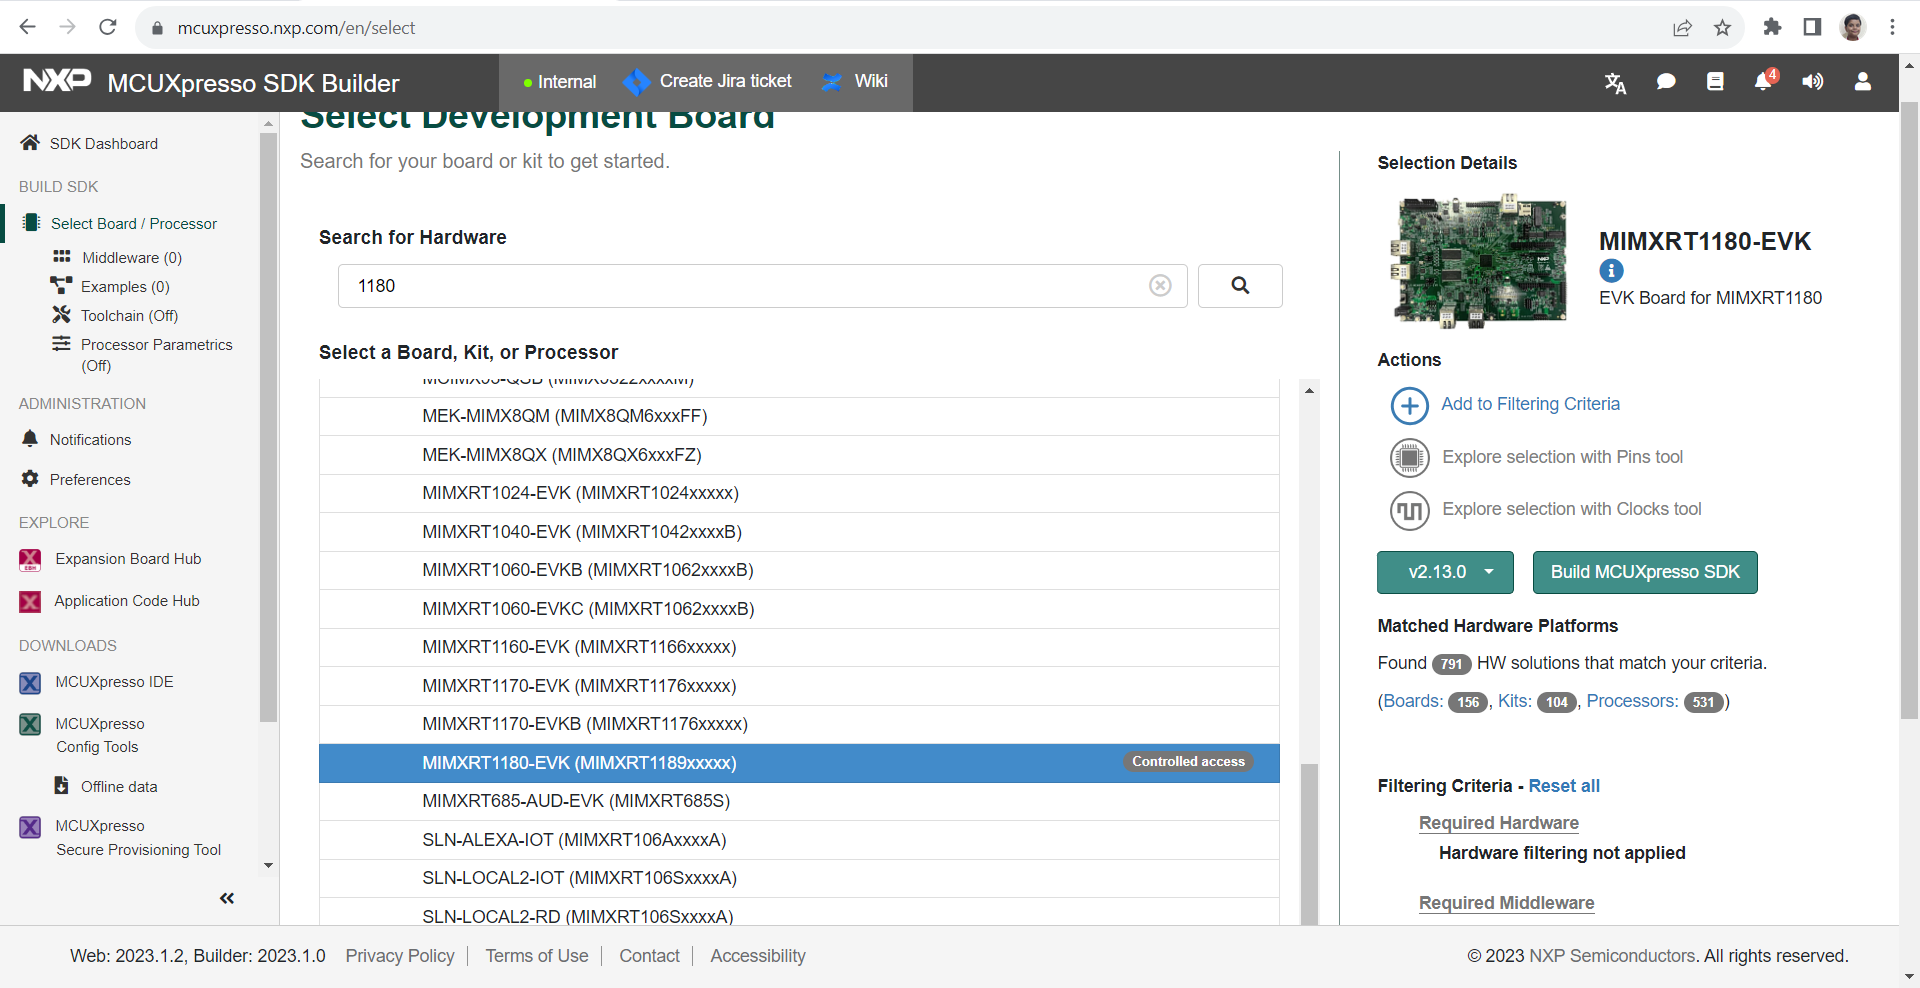 mcuxpresso.nxp.com/en/select
NXP MCUXpresso SDK Builder
Internal
Create Jira ticket
Wiki
4
SDK Dashboard
BUILD SDK
Select Board / Processor
Middleware (0)
Examples (0)
Toolchain (Off)
Processor Parametrics
(Off)
ADMINISTRATION
Notifications
Preferences
EXPLORE
Expansion Board Hub
Application Code Hub
DOWNLOADS
MCUXpresso IDE
MCUXpresso
Config Tools
Offline data
MCUXpresso
Secure Provisioning Tool
Select Development Board
Search for your board or kit to get started.
Search for Hardware
1180
Select a Board, Kit, or Processor
MEK-MIMX8QM (MIMX8QM6xxxFF)
MEK-MIMX8QX (MIMX8QX6xxxFZ)
MIMXRT1024-EVK (MIMXRT1024xxxxx)
MIMXRT1040-EVK (MIMXRT1042xxxxB)
MIMXRT1060-EVKB (MIMXRT1062xxxxB)
MIMXRT1060-EVKC (MIMXRT1062xxxxB)
MIMXRT1160-EVK (MIMXRT1166xxxxx)
MIMXRT1170-EVK (MIMXRT1176xxxxx)
MIMXRT1170-EVKB (MIMXRT1176xxxxx)
MIMXRT1180-EVK (MIMXRT1189xxxxx) Controlled access
MIMXRT685-AUD-EVK (MIMXRT685S)
SLN-ALEXA-IOT (MIMXRT106AxxxxA)
SLN-LOCAL2-IOT (MIMXRT106SxxxxA)
SLN-LOCAL2-RD (MIMXRT106SxxxxA)
Selection Details
MIMXRT1180-EVK
EVK Board for MIMXRT1180
Actions
Add to Filtering Criteria
Explore selection with Pins tool
Explore selection with Clocks tool
v2.13.0
Build MCUXpresso SDK
Matched Hardware Platforms
Found 791 HW solutions that match your criteria.
(Boards: 156 , Kits: 104 , Processors: 531 )
Filtering Criteria - Reset all
Required Hardware
Hardware filtering not applied
Required Middleware
Web: 2023.1.2, Builder: 2023.1.0
Privacy Policy
Terms of Use
Contact
Accessibility
© 2023 NXP Semiconductors. All rights reserved.